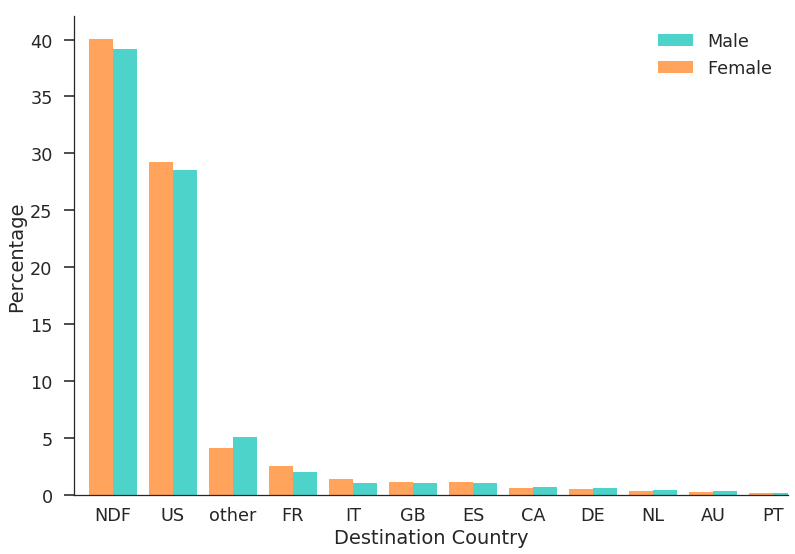 Male
Female
Percentage
40
35
30
25
20
15
10
5
0
NDF US other FR IT GB ES CA DE NL AU PT
Destination Country